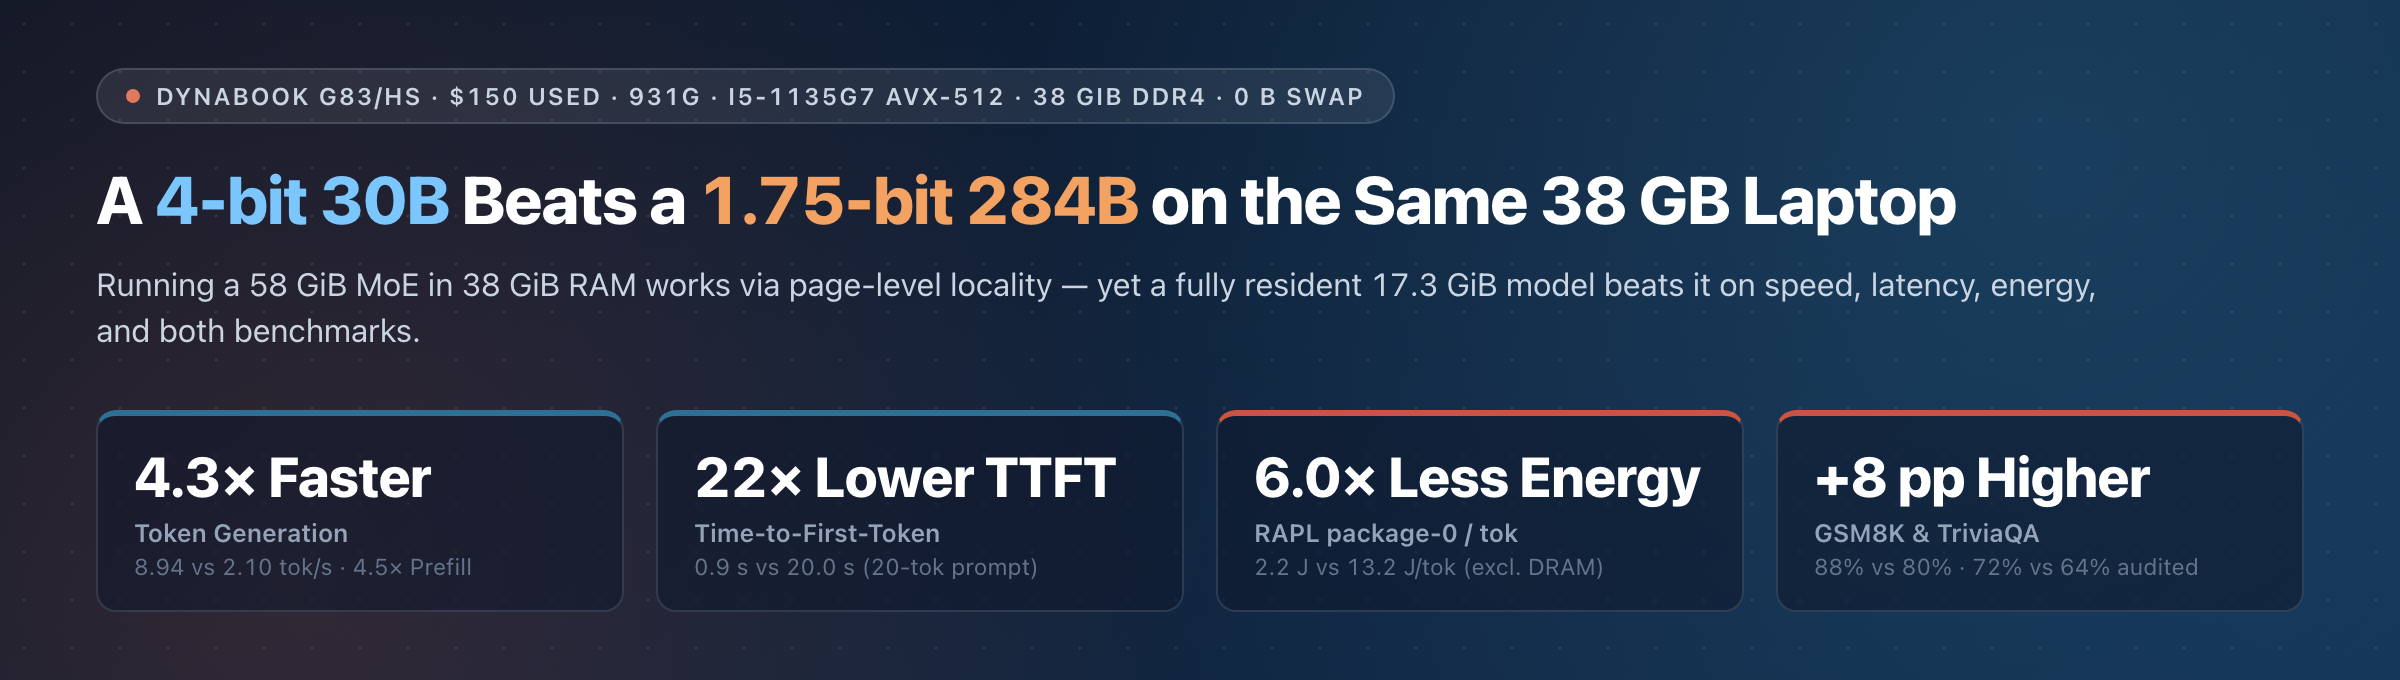 DYNABOOK G83/HS · $150 USED · 931G · I5-1135G7 AVX-512 · 38 GIB DDR4 · 0 B SWAP
A 4-bit 30B Beats a 1.75-bit 284B on the Same 38 GB Laptop
Running a 58 GiB MoE in 38 GiB RAM works via page-level locality — yet a fully resident 17.3 GiB model beats it on speed, latency, energy,
and both benchmarks.
4.3× Faster
Token Generation
8.94 vs 2.10 tok/s · 4.5× Prefill
22× Lower TTFT
Time-to-First-Token
0.9 s vs 20.0 s (20-tok prompt)
6.0× Less Energy
RAPL package-0 / tok
2.2 J vs 13.2 J/tok (excl. DRAM)
+8 pp Higher
GSM8K & TriviaQA
88% vs 80% · 72% vs 64% audited